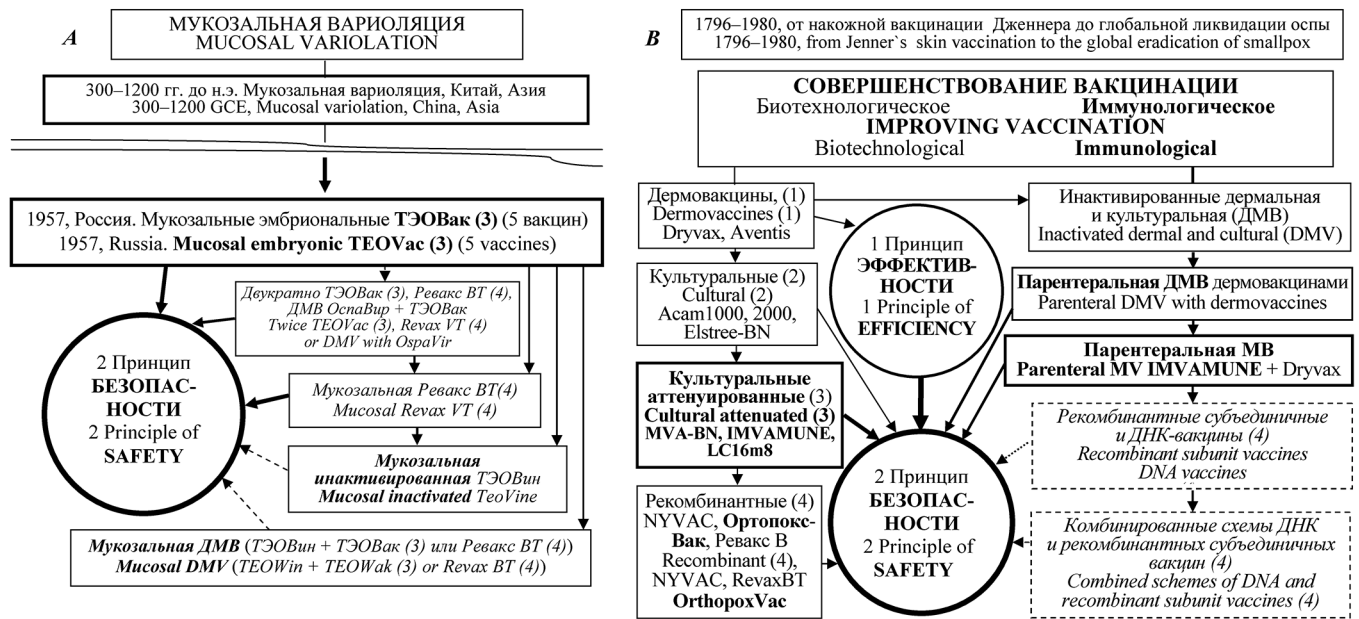 A
МУКОЗАЛЬНАЯ ВАРИОЛЯЦИЯ
MUCOSAL VARIOLATION
300–1200 гг. до н.э. Мукозальная вариоляция, Китай, Азия
300–1200 GCE, Mucosal variolation, China, Asia
1957, Россия. Мукозальные эмбриональные ТЭОВак (3) (5 вакцин)
1957, Russia. Mucosal embryonic TEOVac (3) (5 vaccines)
Двукратно ТЭОВак (3), Ревакс ВТ (4),
ДМВ ОспаВир + ТЭОВак
Twice TEOVac (3), Revax VT (4)
or DMV with OspaVir
2 Принцип
БЕЗОПАС-
НОСТИ
2 Principle of
SAFETY
Мукозальная Ревакс ВТ(4)
Mucosal Revax VT (4)
Мукозальная
инактивированная ТЭОВин
Mucosal inactivated TeoVine
Мукозальная ДМВ (ТЭОВин + ТЭОВак (3) или Ревакс ВТ (4))
Mucosal DMV (TEOWin + TEOWak (3) or Revax BT (4))
B
1796–1980, от накожной вакцинации Дженнера до глобальной ликвидации оспы
1796–1980, from Jenner`s skin vaccination to the global eradication of smallpox
СОВЕРШЕНСТВОВАНИЕ ВАКЦИНАЦИИ
Биотехнологическое Иммунологическое
IMPROVING VACCINATION
Biotechnological Immunological
Дермовакцины, (1)
Dermovaccines (1)
Dryvax, Aventis
Инактивированные дермальная
и культуральная (ДМВ)
Inactivated dermal and cultural (DMV)
1 Принцип
ЭФФЕКТИВ-
НОСТИ
1 Principle of
EFFICIENCY
Культуральные (2)
Cultural (2)
Acam1000, 2000,
Elstree-BN
Парентеральная ДМВ дермовакцинами
Parenteral DMV with dermovaccines
Парентеральная МВ
Parenteral MV IMVAMUNE + Dryvax
Культуральные
аттенуированные (3)
Cultural attenuated (3)
MVA-BN, IMVAMUNE,
LC16m8
Рекомбинантные субъединичные
и ДНК-вакцины (4)
Recombinant subunit vaccines
DNA vaccines
2 Принцип
БЕЗОПАС-
НОСТИ
2 Principle of
SAFETY
Рекомбинантные (4)
NYVAC, Ортопокс-
Вак, Ревакс В
Recombinant (4),
NYVAC, RevaxBT
OrthopoxVac
Комбинированные схемы ДНК
и рекомбинантных субъединичных
вакцин (4)
Combined schemes of DNA and
recombinant subunit vaccines (4)